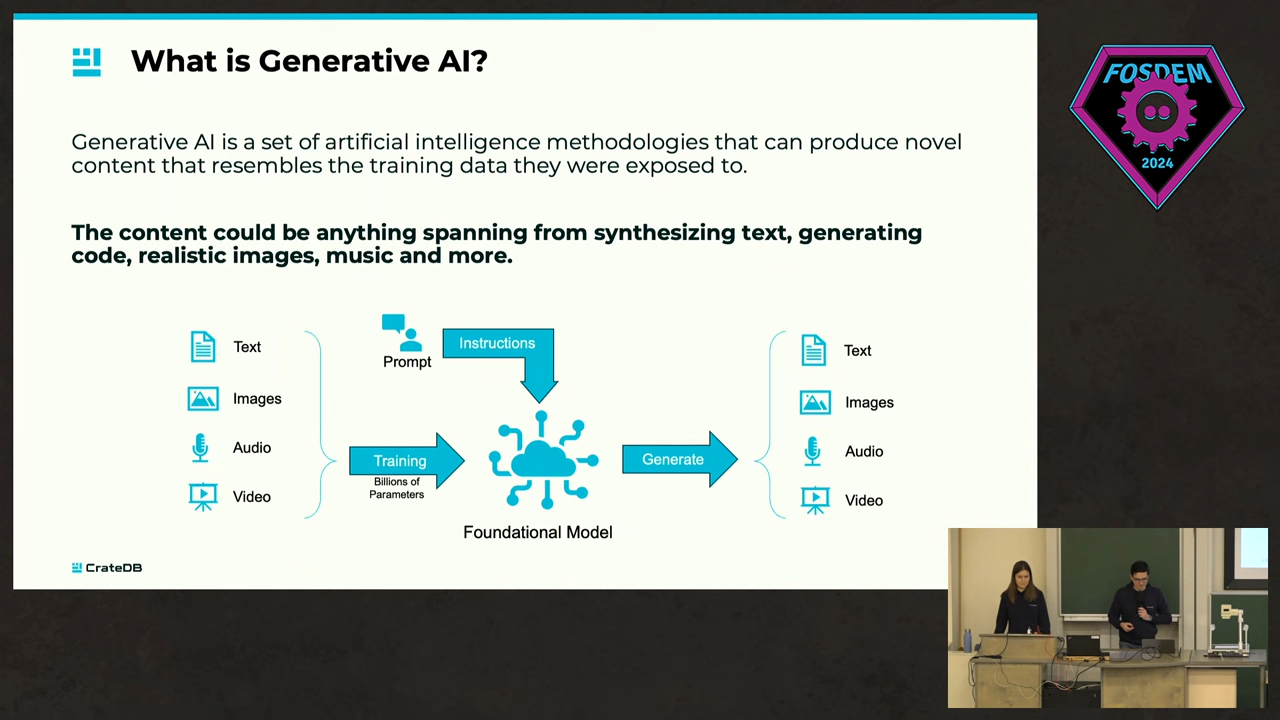 What is Generative AI?
Generative AI is a set of artificial intelligence methodologies that can produce novel
content that resembles the training data they were exposed to.
The content could be anything spanning from synthesizing text, generating
code, realistic images, music and more.
Text
Images
Audio
Video
Prompt
Instructions
Training
Billions of
Parameters
Foundational Model
Generate
Text
Images
Audio
Video
CrateDB
FOSDEM
2024